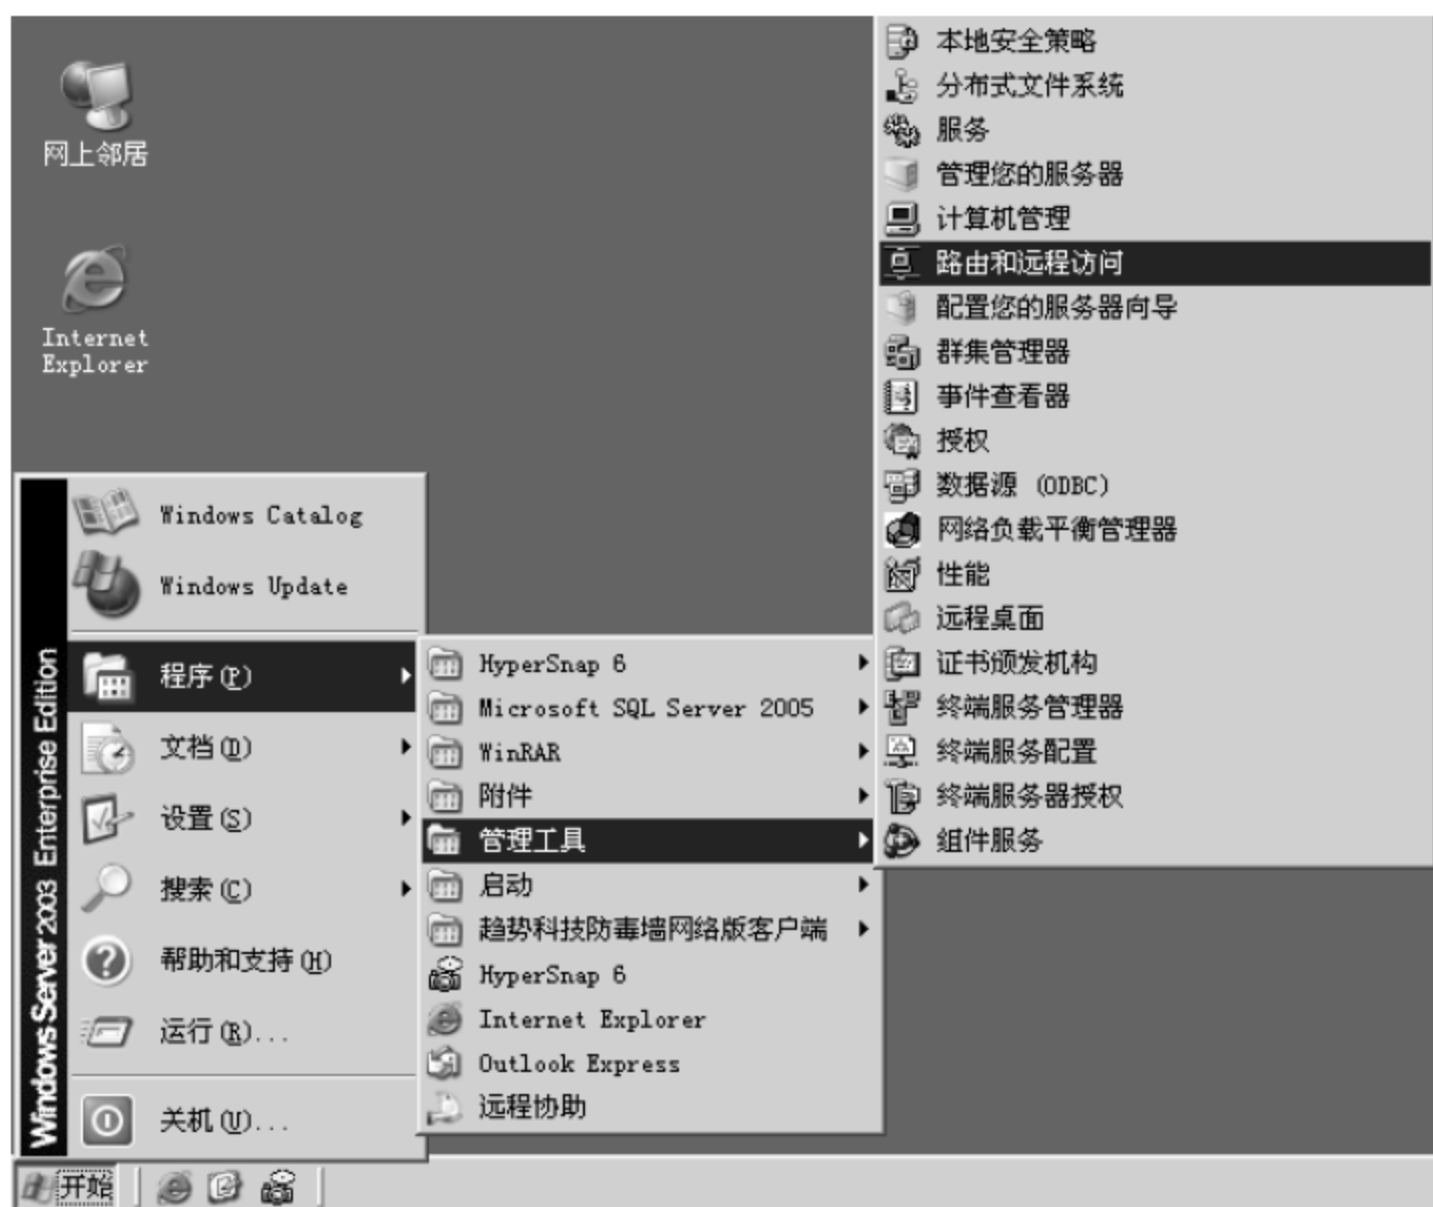 网上邻居
Internet
Explorer
Windows Server 2003 Enterprise Edition
Windows Catalog
Windows Update
程序(P)
文档(D)
设置(S)
搜索(C)
帮助和支持(H)
运行(R)...
关机(U)...
开始
HyperSnap 6
Microsoft SQL Server 2005
WinRAR
附件
管理工具
启动
趋势科技防毒墙网络版客户端
HyperSnap 6
Internet Explorer
Outlook Express
远程协助
本地安全策略
分布式文件系统
服务
管理您的服务器
计算机管理
路由和远程访问
配置您的服务器向导
群集管理器
事件查看器
授权
数据源 (ODBC)
网络负载平衡管理器
性能
远程桌面
证书颁发机构
终端服务管理器
终端服务配置
终端服务器授权
组件服务